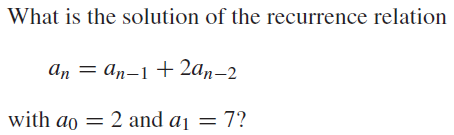 What is the solution of the recurrence relation
aₙ = aₙ₋₁ + 2aₙ₋₂
with a₀ = 2 and a₁ = 7?